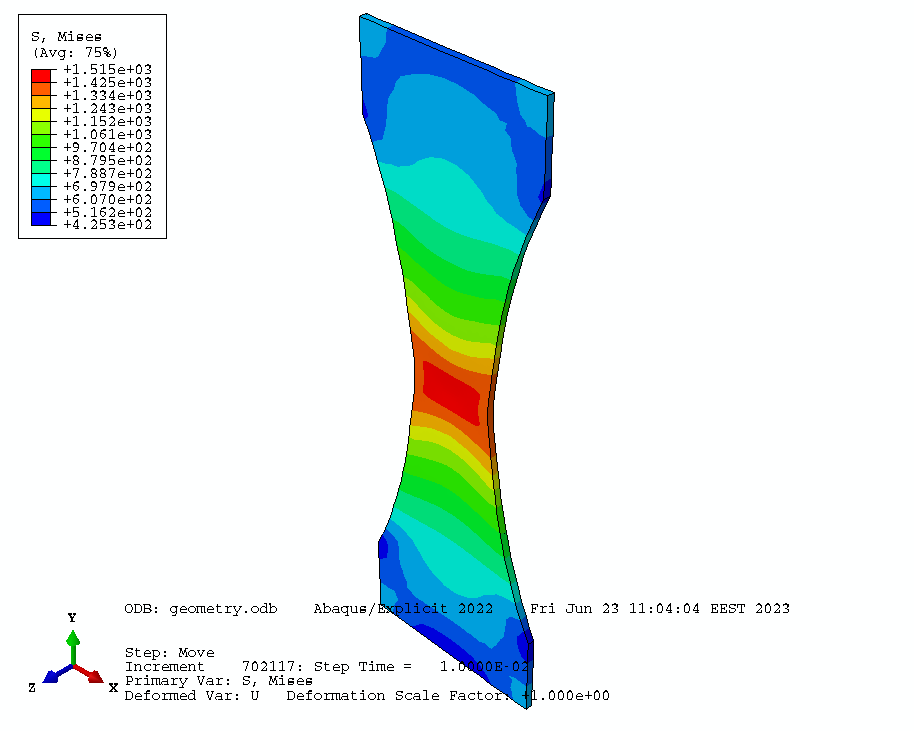 S, Mises
(Avg: 75%)
+1.515e+03
+1.425e+03
+1.334e+03
+1.243e+03
+1.152e+03
+1.061e+03
+9.704e+02
+8.795e+02
+7.887e+02
+6.979e+02
+6.070e+02
+5.162e+02
+4.253e+02
ODB: geometry.odb    Abaqus/Explicit 2022    Fri Jun 23 11:04:04 EEST 2023
Y
Z
X
Step: Move
Increment    702117: Step Time =   1.0000E-02
Primary Var: S, Mises
Deformed Var: U   Deformation Scale Factor: +1.000e+00